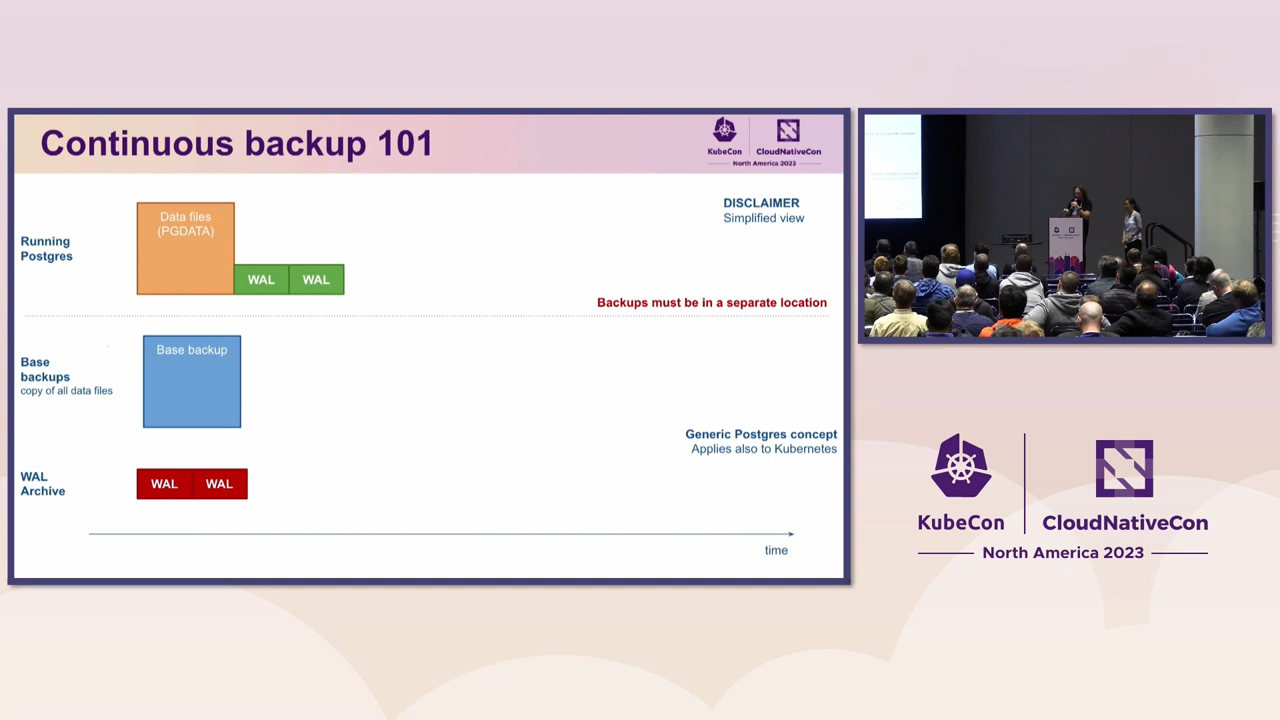 Continuous backup 101
KubeCon
CloudNativeCon
North America 2023
Data files
(PGDATA)
DISCLAIMER
Simplified view
Running
Postgres
WAL
WAL
Backups must be in a separate location
Base backup
Base
backups
copy of all data files
Generic Postgres concept
Applies also to Kubernetes
WAL
Archive
WAL
WAL
time
KubeCon
CloudNativeCon
North America 2023